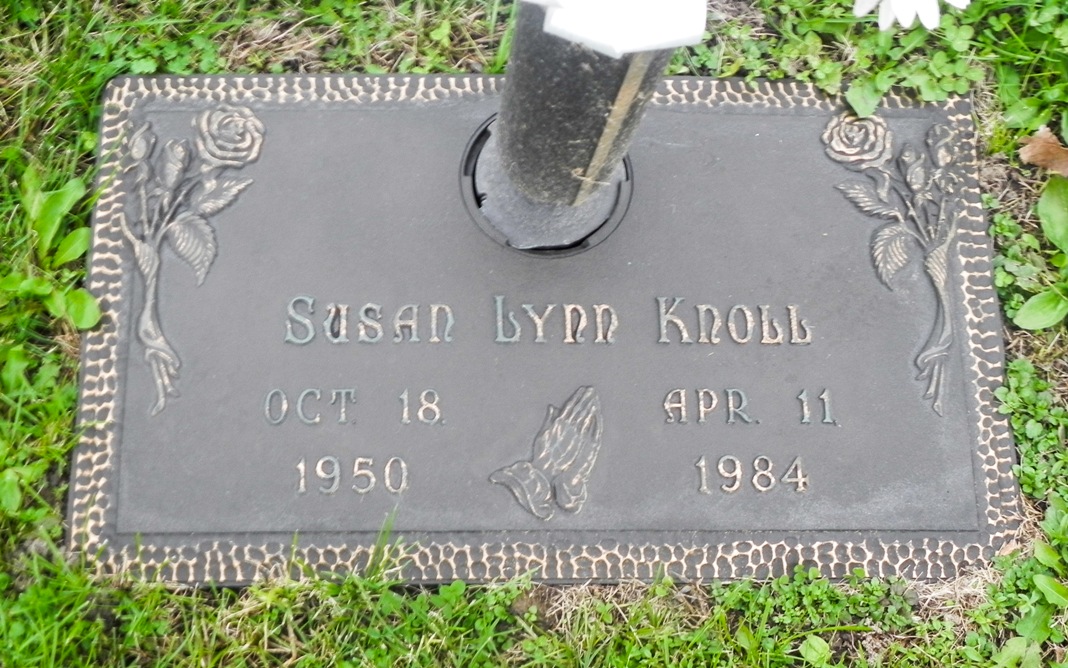 Susan Lynn Knoll
Oct. 18, Apr. 11,
1950 1984